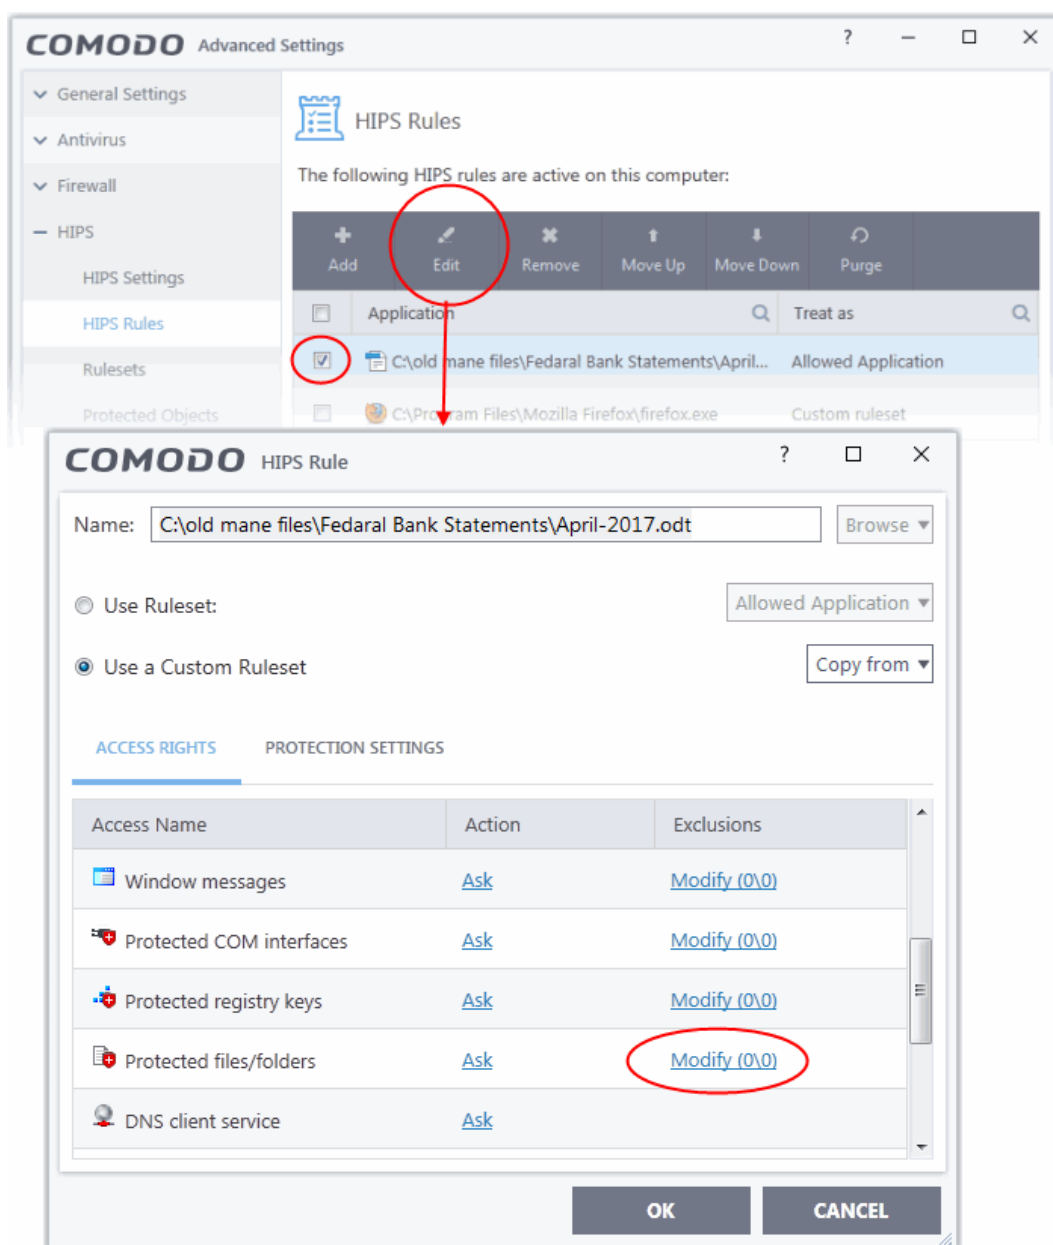 COMODO Advanced Settings ?
General Settings
Antivirus
Firewall
HIPS
HIPS Settings
HIPS Rules
Rulesets
Protected Objects
HIPS Rules
The following HIPS rules are active on this computer:
Add Edit Remove Move Up Move Down Purge
Application Treat as
C:\old mane files\Fedaral Bank Statements\April... Allowed Application
C:\Program Files\Mozilla Firefox\firefox.exe Custom ruleset
COMODO HIPS Rule ?
Name: C:\old mane files\Fedaral Bank Statements\April-2017.odt Browse
Use Ruleset: Allowed Application
Use a Custom Ruleset Copy from
ACCESS RIGHTS PROTECTION SETTINGS
Access Name Action Exclusions
Window messages Ask Modify (0\0)
Protected COM interfaces Ask Modify (0\0)
Protected registry keys Ask Modify (0\0)
Protected files/folders Ask Modify (0\0)
DNS client service Ask
OK CANCEL